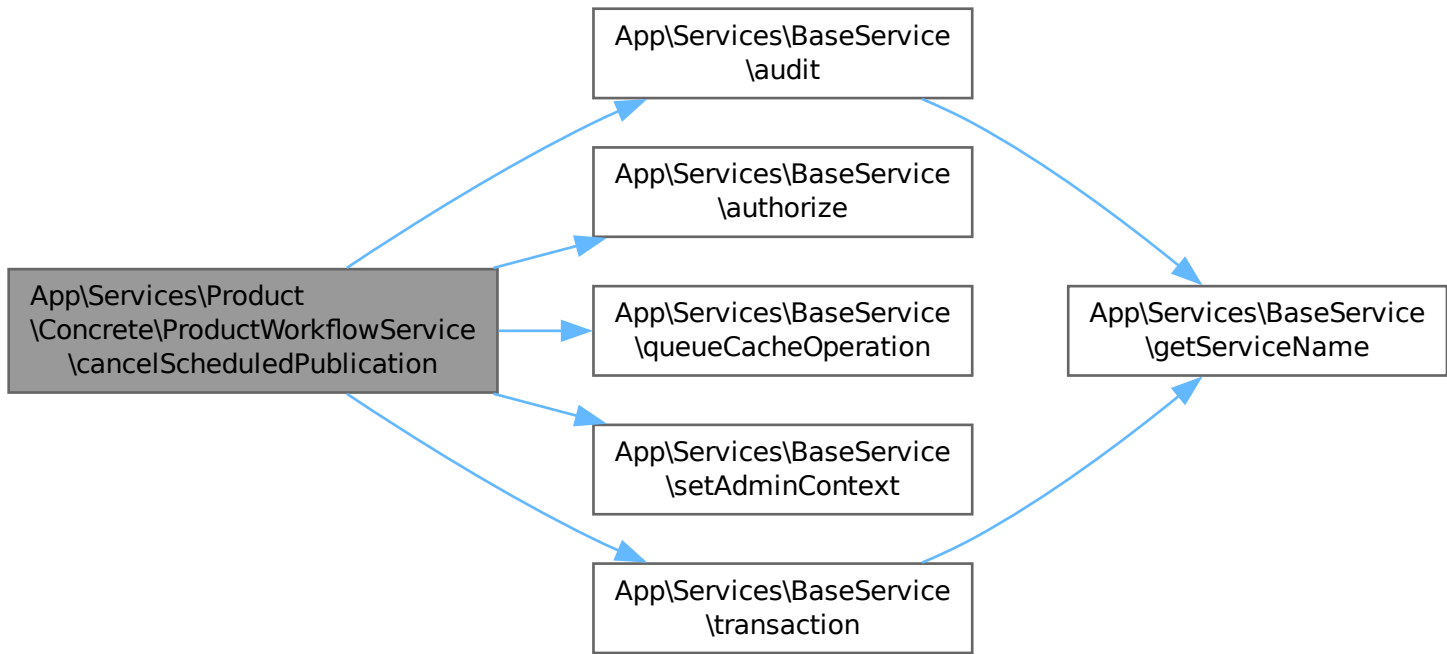 App\Services\BaseService
\audit
App\Services\BaseService
\authorize
App\Services\Product
\Concrete\ProductWorkflowService
\cancelScheduledPublication
App\Services\BaseService
\queueCacheOperation
App\Services\BaseService
\getServiceName
App\Services\BaseService
\setAdminContext
App\Services\BaseService
\transaction